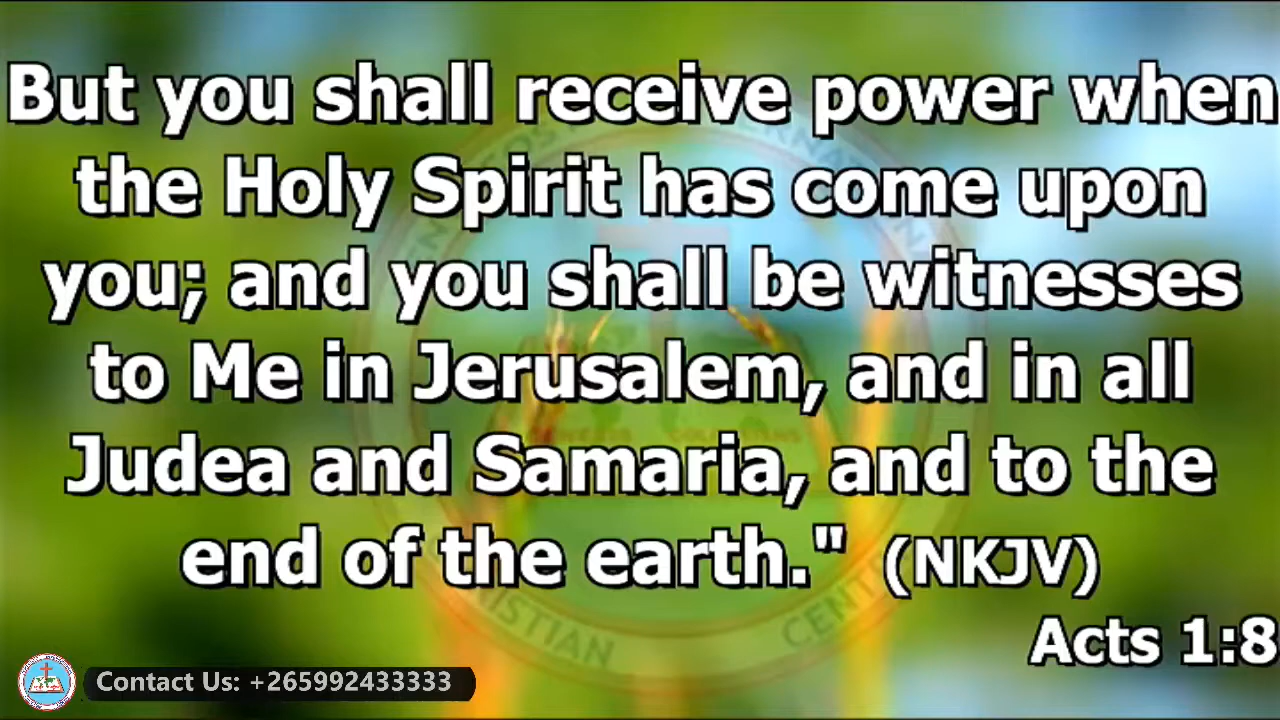 But you shall receive power when
the Holy Spirit has come upon
you; and you shall be witnesses
to Me in Jerusalem, and in all
Judea and Samaria, and to the
end of the earth." (NKJV)
Acts 1:8
Contact Us: +265992433333